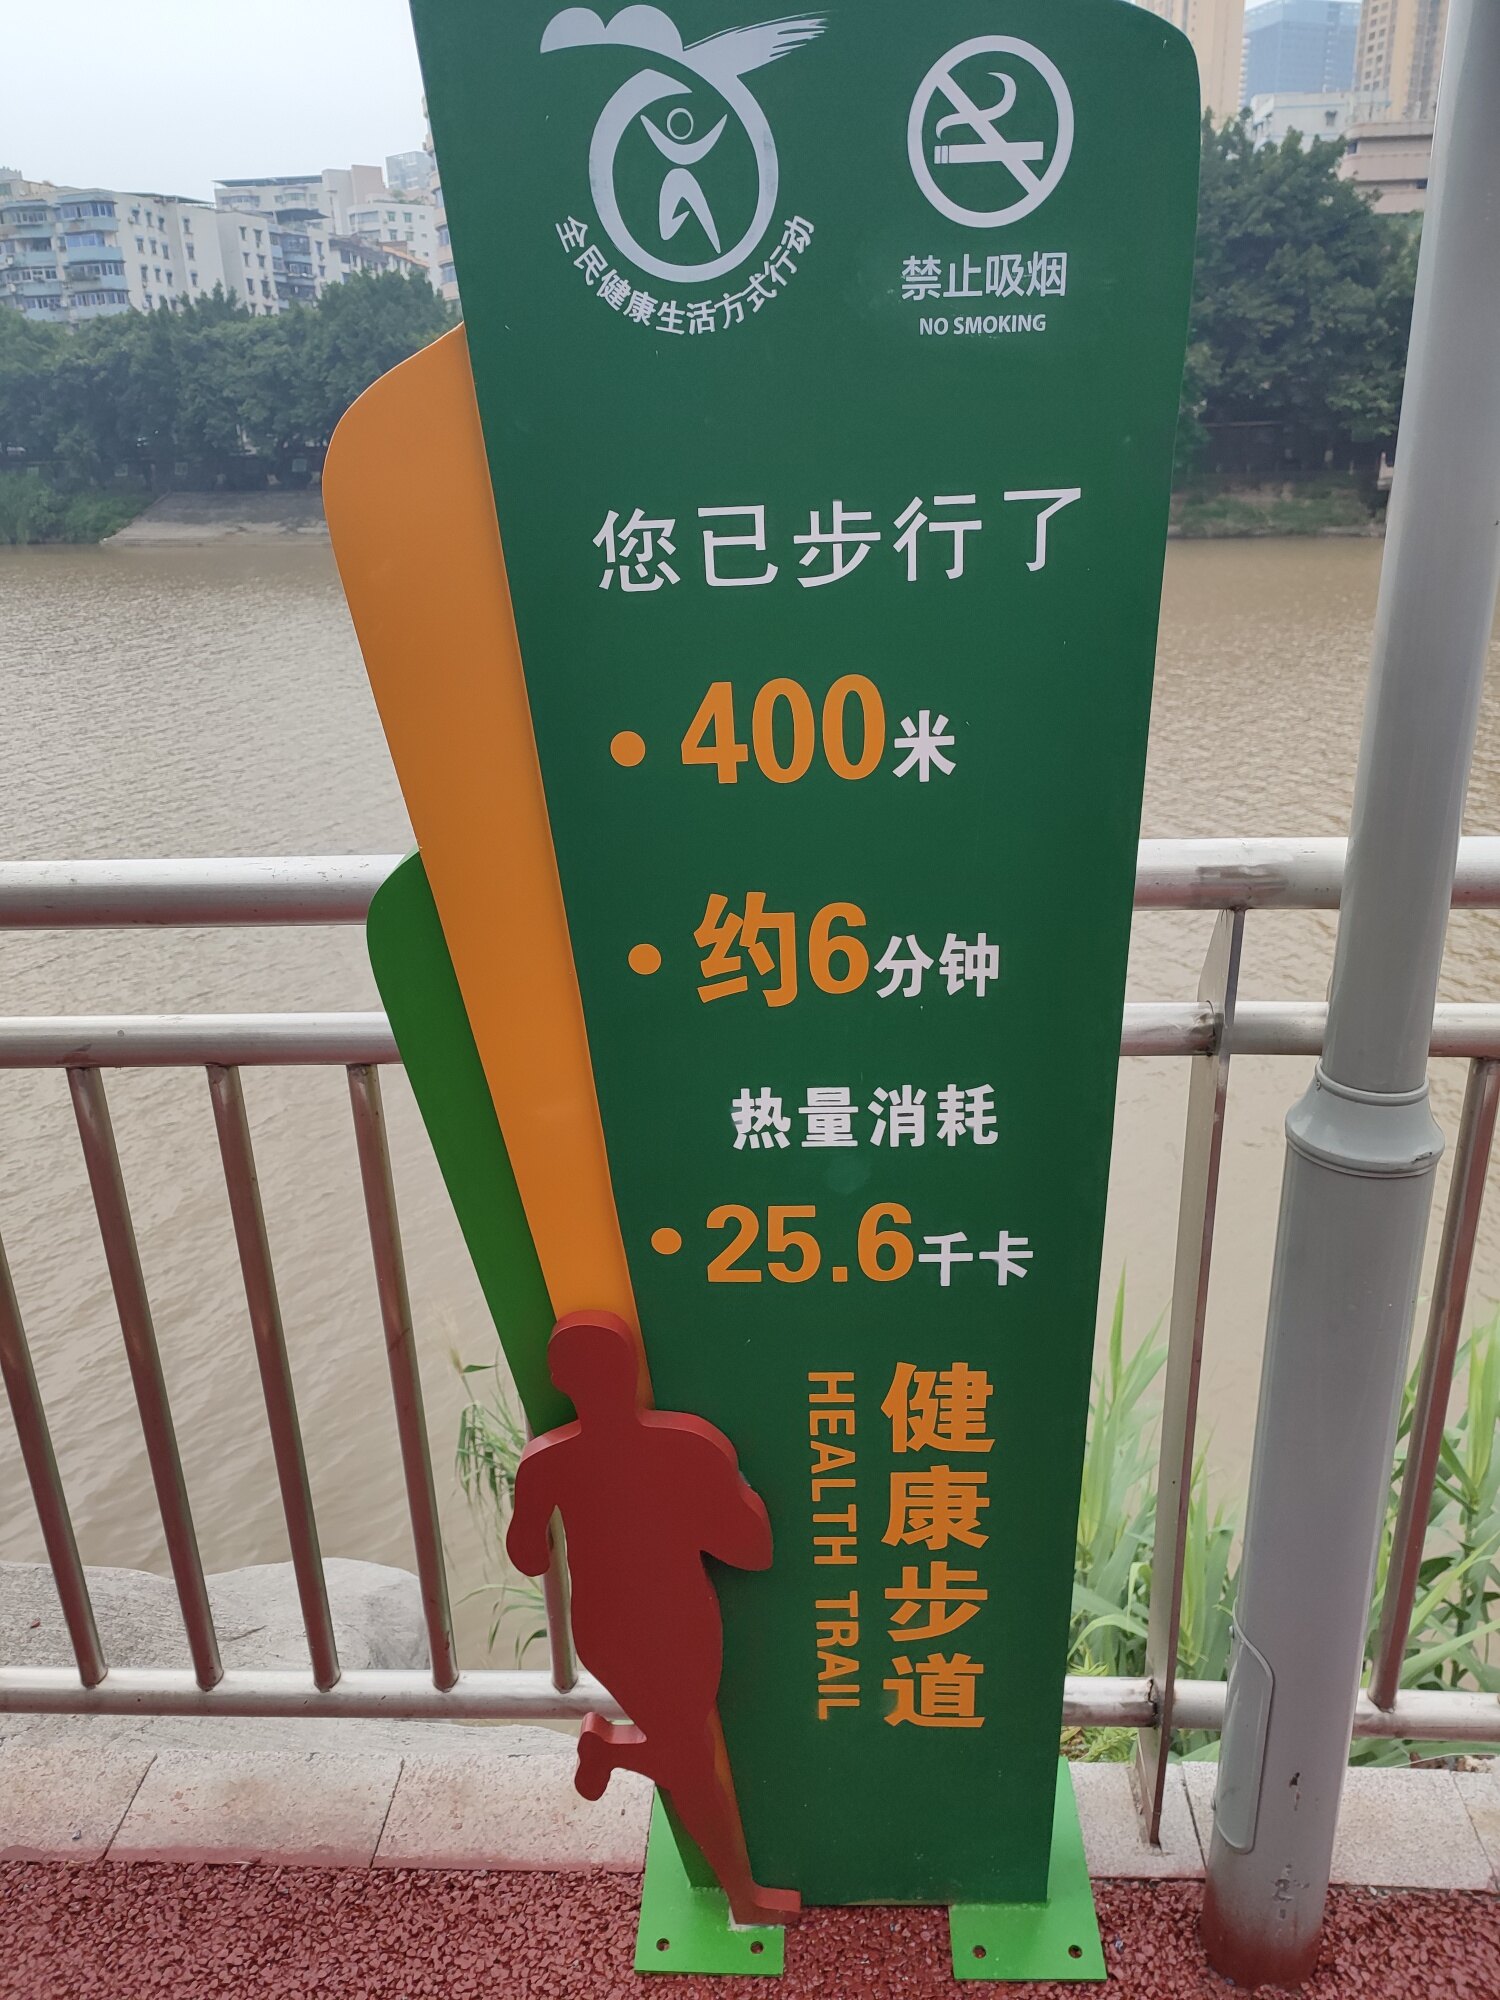 全民健康生活方式行动
禁止吸烟
NO SMOKING
您已步行了
• 400米
• 约6分钟
热量消耗
• 25.6千卡
健康步道
HEALTH TRAIL